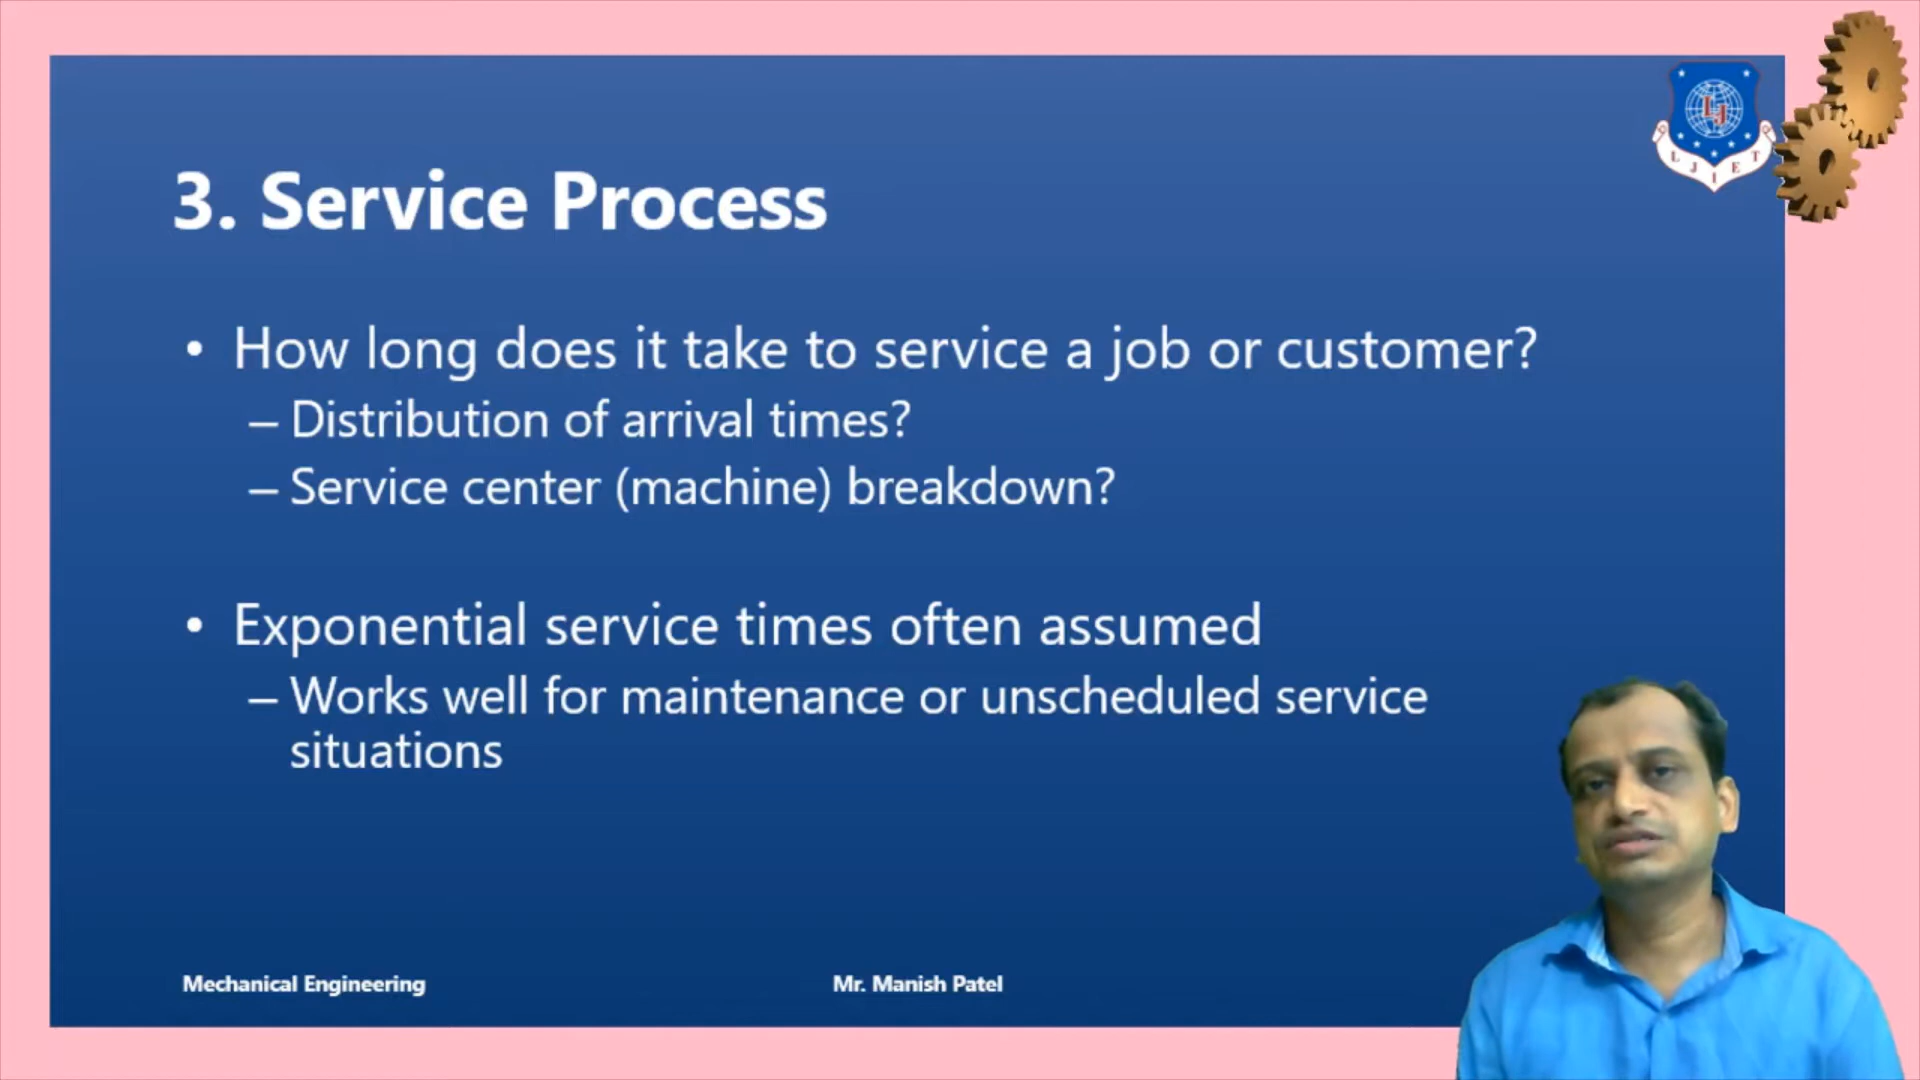 3. Service Process
• How long does it take to service a job or customer?
– Distribution of arrival times?
– Service center (machine) breakdown?
• Exponential service times often assumed
– Works well for maintenance or unscheduled service
situations
Mechanical Engineering
Mr. Manish Patel
LJ
L J I E T